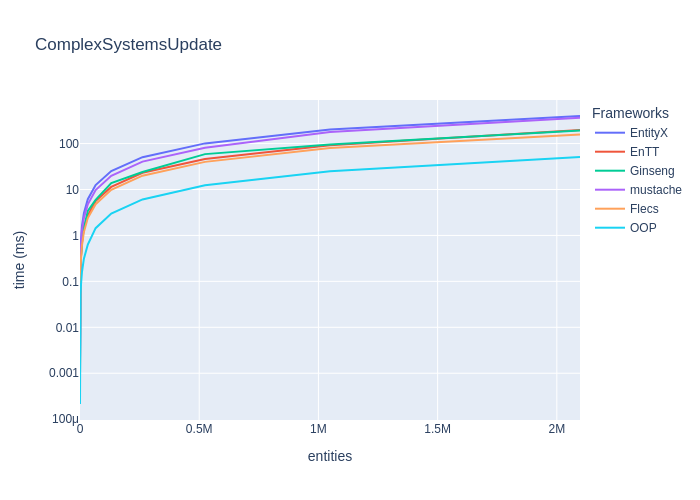 ComplexSystemsUpdate
Frameworks
EntityX
EnTT
Ginseng
mustache
Flecs
OOP
time (ms)
100
10
1
0.1
0.01
0.001
100μ
0
0.5M
1M
1.5M
2M
entities